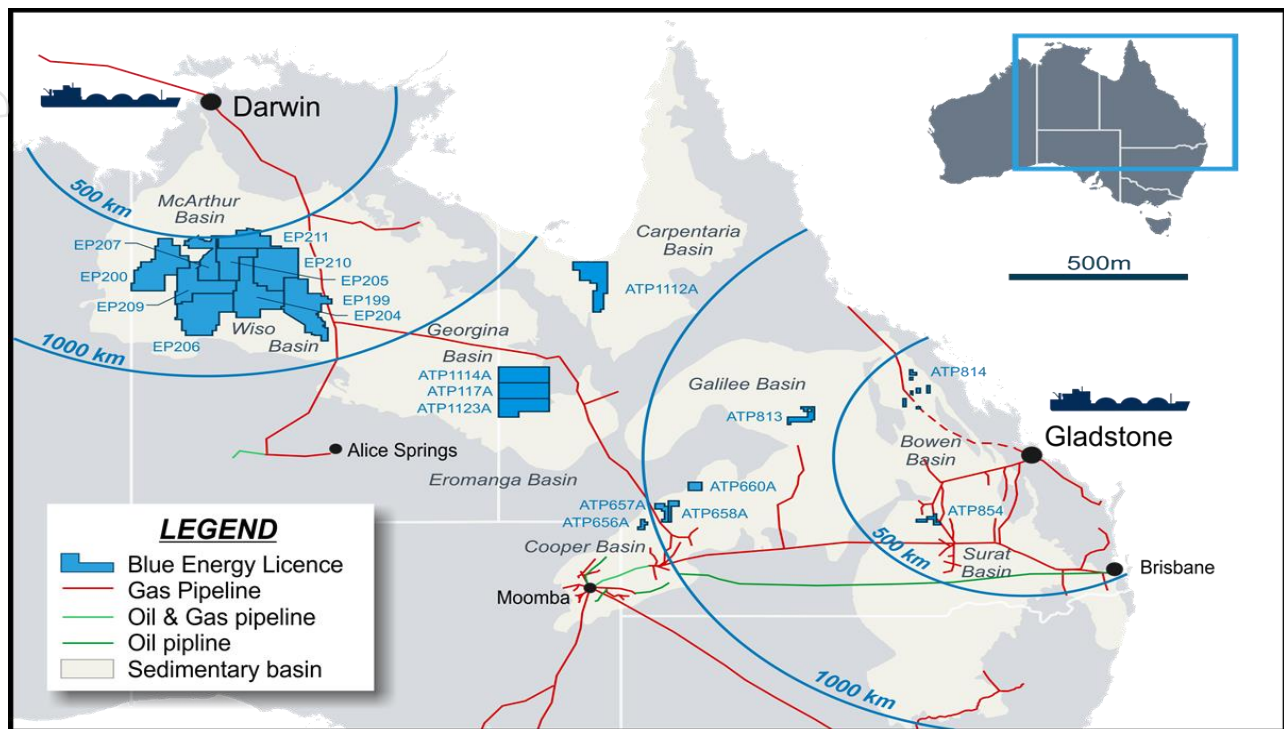 Darwin
500 km
McArthur
Basin
EP207
EP211
EP200
EP210
EP205
EP209
EP199
EP204
EP206
Wiso
Basin
1000 km
Carpentaria
Basin
ATP1112A
500m
Georgina
Basin
ATP1114A
ATP117A
ATP1123A
Galilee Basin
ATP813
ATP814
Gladstone
Bowen
Basin
Alice Springs
Eromanga Basin
ATP660A
ATP657A
ATP658A
ATP656A
ATP854
Cooper Basin
Surat
Basin
500 km
Brisbane
Moomba
1000 km
LEGEND
Blue Energy Licence
Gas Pipeline
Oil & Gas pipeline
Oil pipline
Sedimentary basin